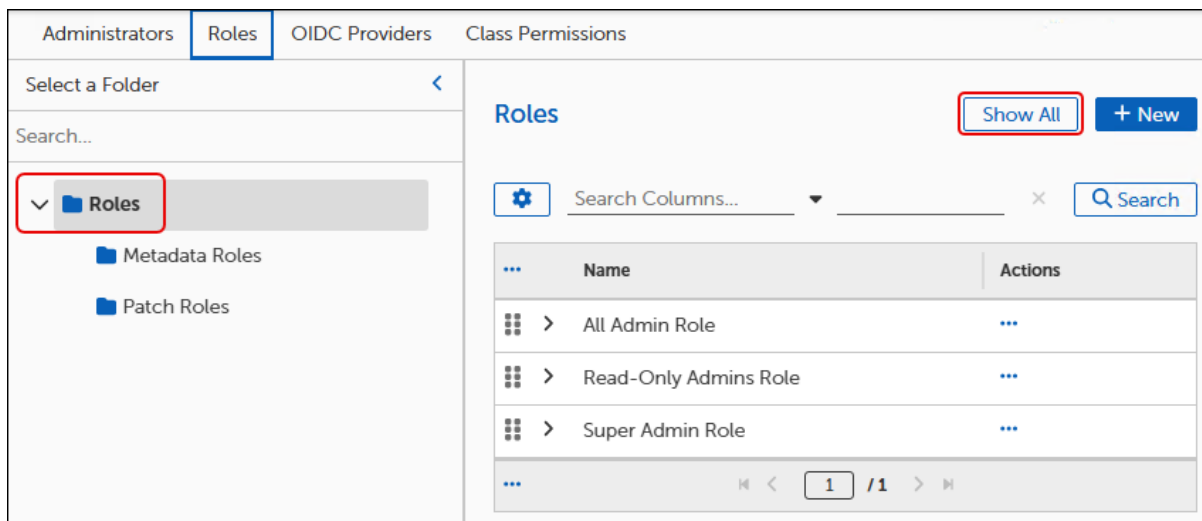 Administrators Roles OIDC Providers Class Permissions
Select a Folder
Search...
Roles
Metadata Roles
Patch Roles
Roles Show All + New
Search Columns... Search
Name Actions
All Admin Role
Read-Only Admins Role
Super Admin Role
1 / 1